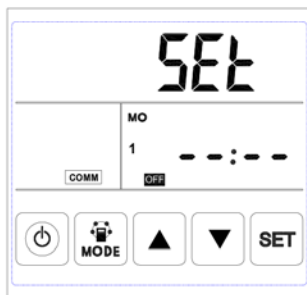 SEt
MO
1 --:--
COMM OFF
MODE SET